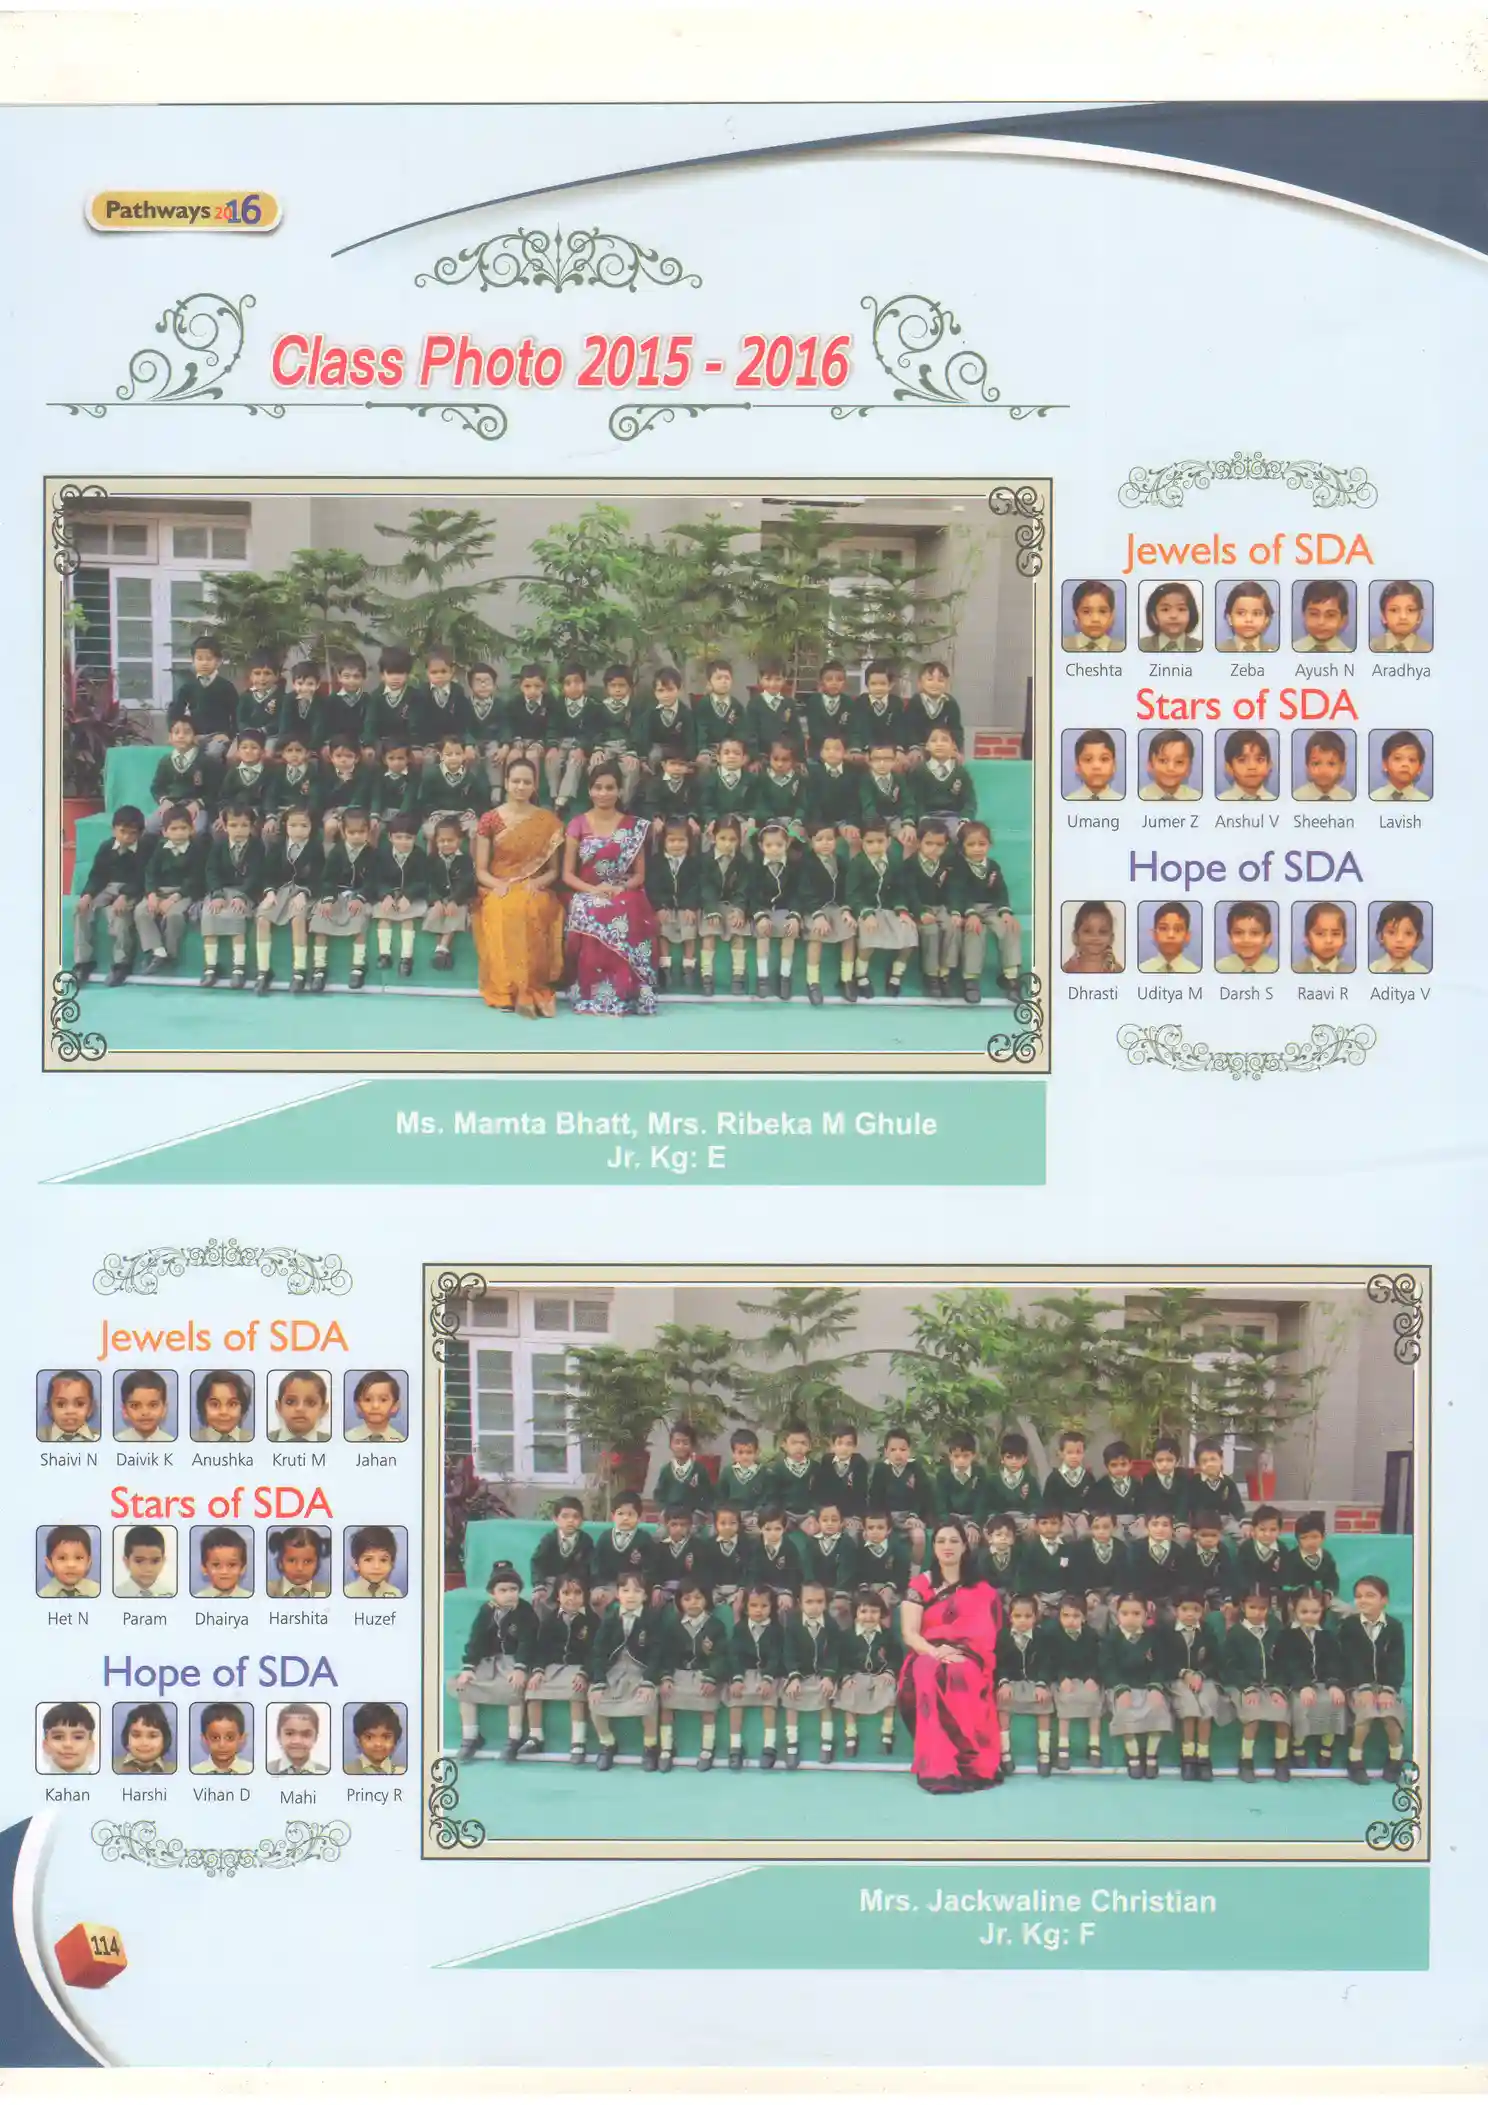 Pathways 2016
Class Photo 2015 - 2016
Jewels of SDA
Cheshta Zinnia Zeba Ayush N Aradhya
Stars of SDA
Umang Jumer Z Anshul V Sheehan Lavish
Hope of SDA
Dhrasti Uditya M Darsh S Raavi R Aditya V
Ms. Mamta Bhatt, Mrs. Ribeka M Ghule
Jr. Kg: E
Jewels of SDA
Shaivi N Daivik K Anushka Kruti M Jahan
Stars of SDA
Het N Param Dhairya Harshita Huzef
Hope of SDA
Kahan Harshi Vihan D Mahi Princy R
Mrs. Jackwaline Christian
Jr. Kg: F
114